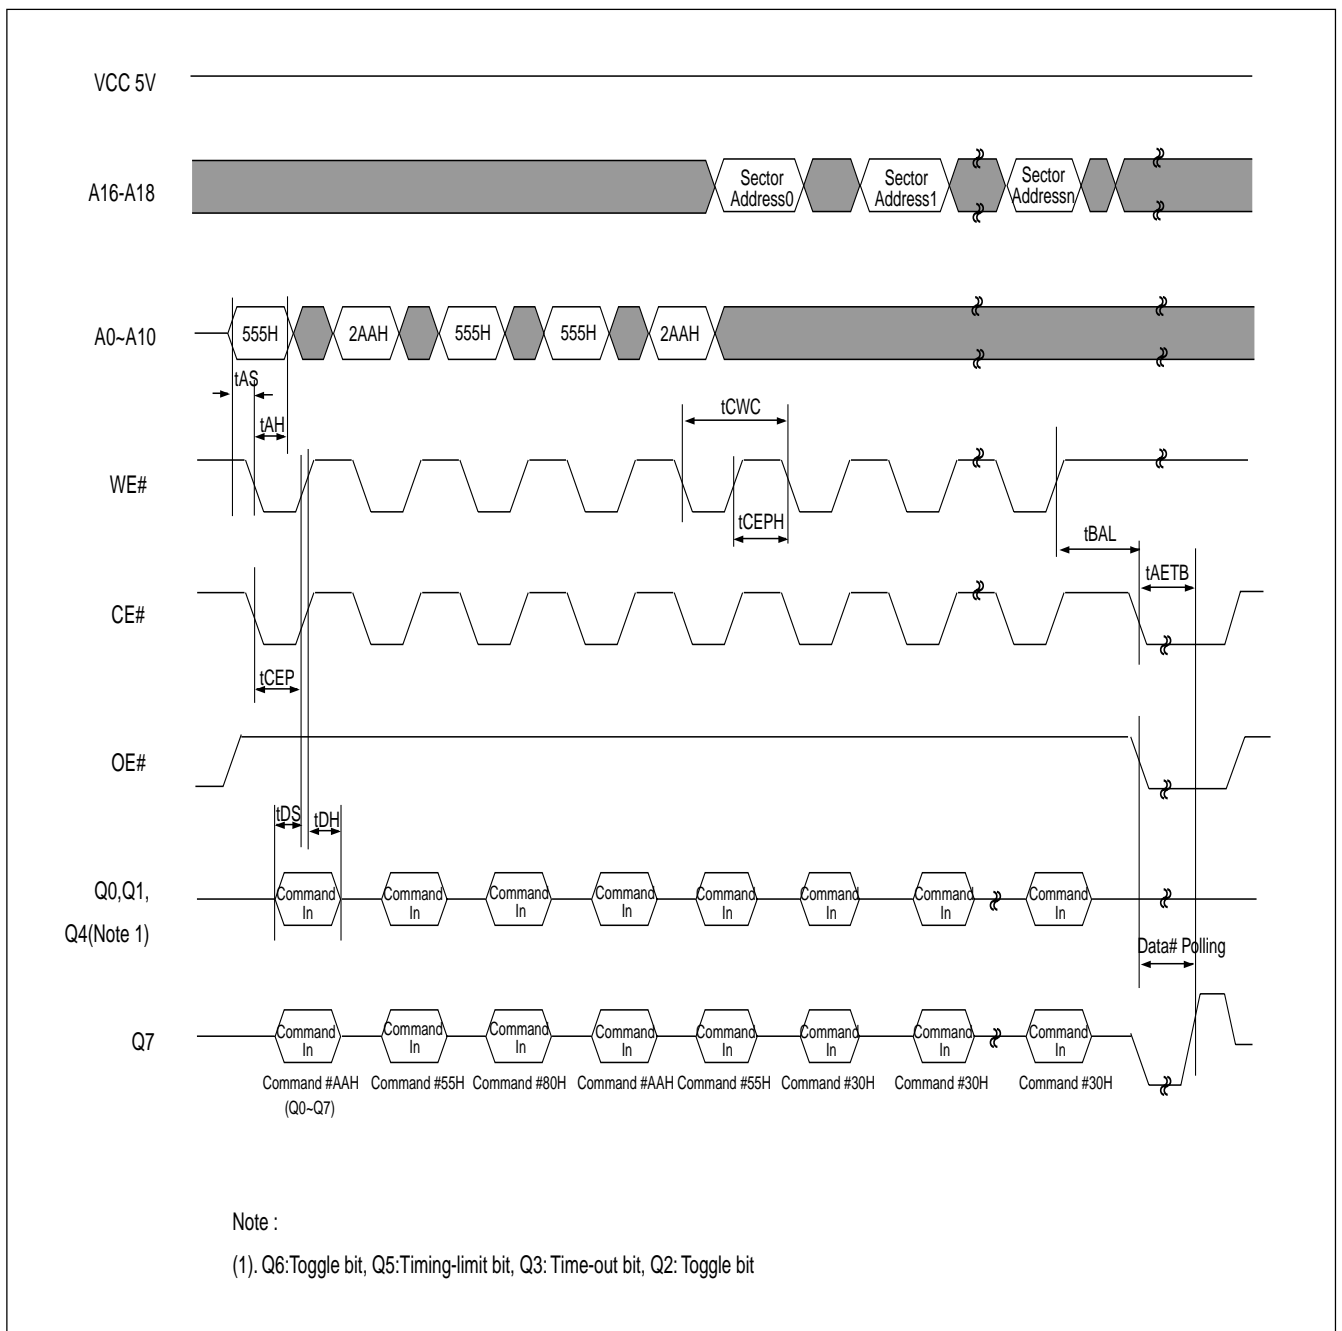 VCC 5V
A16-A18
Sector
Address0
Sector
Address1
Sector
Addressn
A0~A10
555H
2AAH
555H
555H
2AAH
tAS
tAH
tCWC
WE#
tCEPH
tBAL
tAETB
CE#
tCEP
OE#
tDS
tDH
Q0,Q1,
Q4(Note 1)
Command
In
Command
In
Command
In
Command
In
Command
In
Command
In
Command
In
Command
In
Data# Polling
Q7
Command
In
Command
In
Command
In
Command
In
Command
In
Command
In
Command
In
Command
In
Command #AAH
(Q0~Q7)
Command #55H
Command #80H
Command #AAH
Command #55H
Command #30H
Command #30H
Command #30H
Note :
(1). Q6:Toggle bit, Q5:Timing-limit bit, Q3: Time-out bit, Q2: Toggle bit